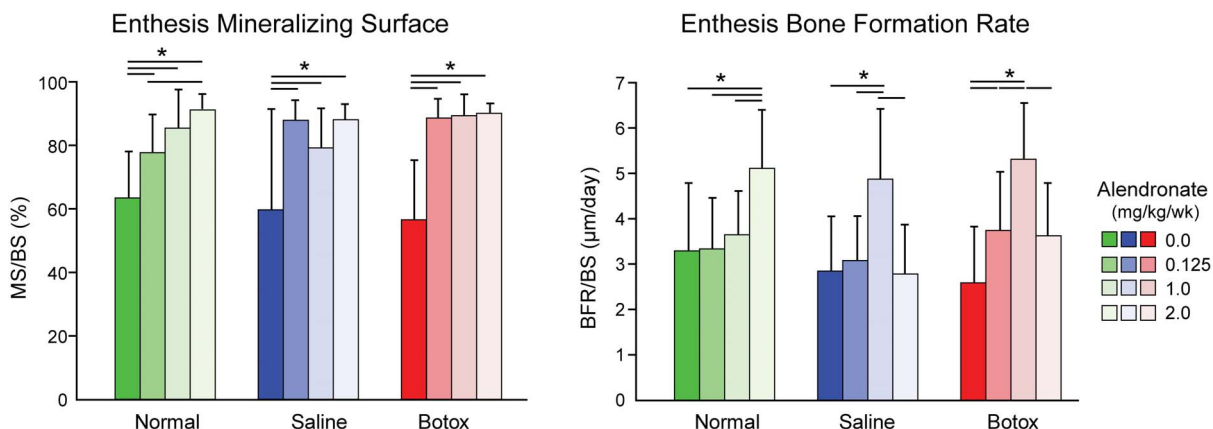 Enthesis Mineralizing Surface
*
*
*
100
80
60
40
20
0
MS/BS (%)
Normal
Saline
Botox
Enthesis Bone Formation Rate
*
*
*
7
6
5
4
3
2
1
0
BFR/BS (μm/day)
Normal
Saline
Botox
Alendronate
(mg/kg/wk)
0.0
0.125
1.0
2.0